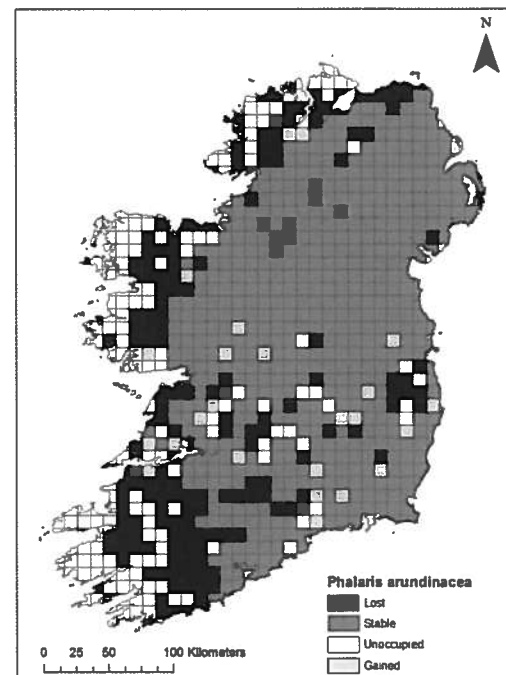 N
Phalaris arundinacea
Lost
Stable
Unoccupied
Gained
0 25 50 100 Kilometers